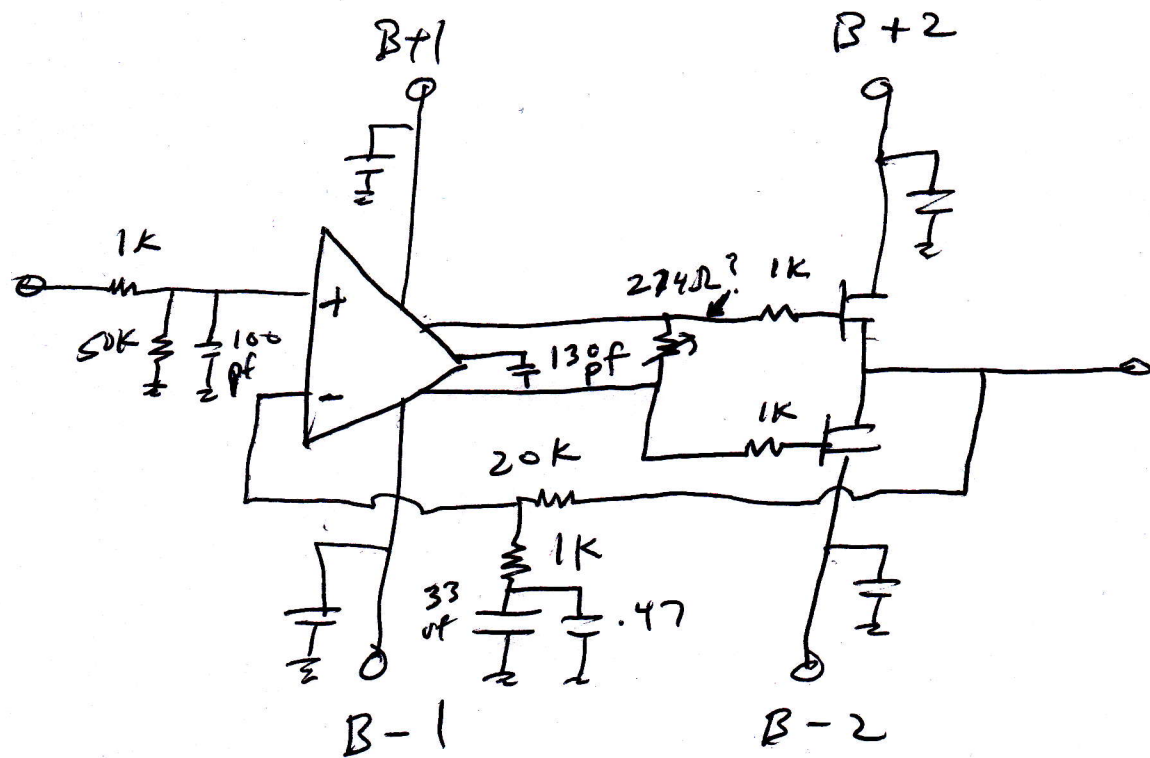 B+1
B+2
1K
+
50K
100
pf
274Ω?
1K
130
pf
-
1K
20K
1K
33
uf
.47
B-1
B-2